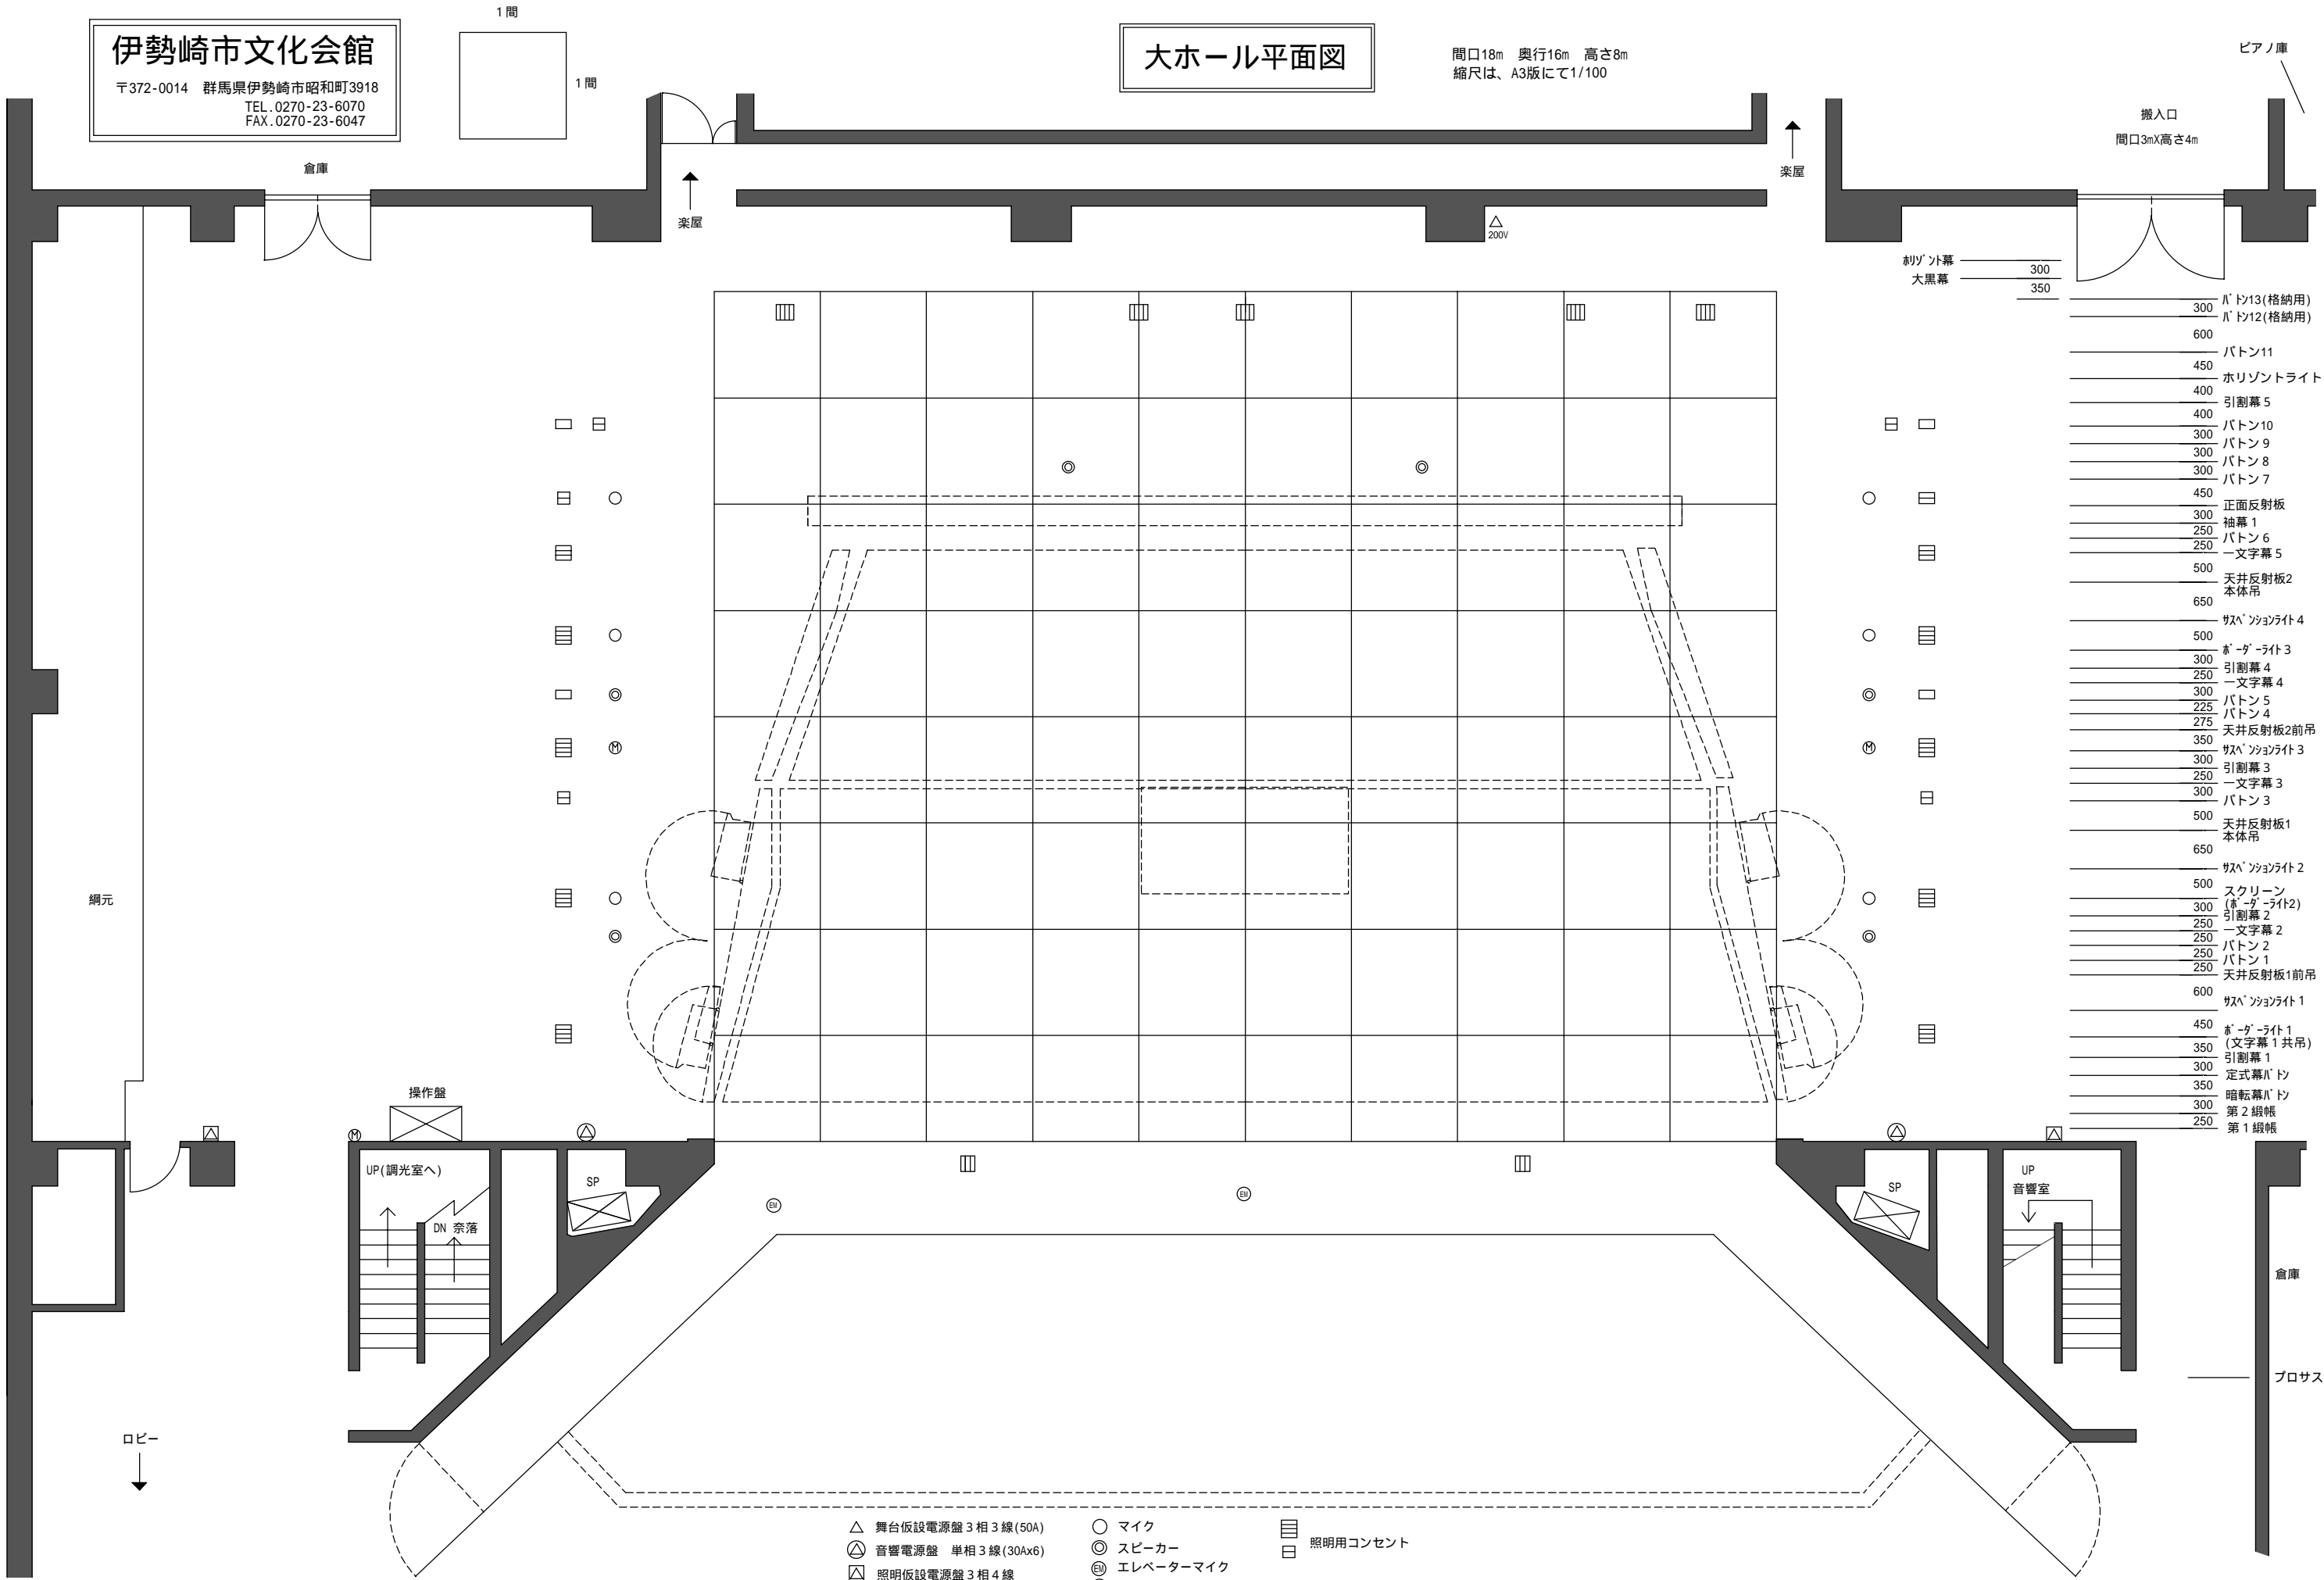 伊勢崎市文化会館
〒372-0014　群馬県伊勢崎市昭和町3918
TEL.0270-23-6070
FAX.0270-23-6047
1間
1間
大ホール平面図
間口18m　奥行16m　高さ8m
縮尺は、A3版にて1/100
ピアノ庫
搬入口
間口3mX高さ4m
倉庫
楽屋
楽屋
200V
ﾎﾘｿﾞﾝﾄ幕
300
大黒幕
350
ﾊﾞﾄﾝ13(格納用)
300
ﾊﾞﾄﾝ12(格納用)
600
バトン11
450
ホリゾントライト
400
引割幕5
400
バトン10
300
バトン9
300
バトン8
300
バトン7
450
正面反射板
300
袖幕1
250
バトン6
250
一文字幕5
500
天井反射板2
本体吊
650
ｻｽﾍﾟﾝｼｮﾝﾗｲﾄ4
500
ﾎﾞｰﾀﾞｰﾗｲﾄ3
300
引割幕4
250
一文字幕4
300
バトン5
225
バトン4
275
天井反射板2前吊
350
ｻｽﾍﾟﾝｼｮﾝﾗｲﾄ3
300
引割幕3
250
一文字幕3
300
バトン3
500
天井反射板1
本体吊
650
ｻｽﾍﾟﾝｼｮﾝﾗｲﾄ2
500
スクリーン
(ﾎﾞｰﾀﾞｰﾗｲﾄ2)
300
引割幕2
250
一文字幕2
250
バトン2
250
バトン1
250
天井反射板1前吊
600
ｻｽﾍﾟﾝｼｮﾝﾗｲﾄ1
450
ﾎﾞｰﾀﾞｰﾗｲﾄ1
(文字幕1共吊)
350
引割幕1
300
定式幕ﾊﾞﾄﾝ
350
暗転幕ﾊﾞﾄﾝ
300
第2緞帳
250
第1緞帳
M
M
綱元
操作盤
M
UP(調光室へ)
DN 奈落
SP
EM
EM
SP
UP
音響室
倉庫
プロサス
ロビー
舞台仮設電源盤3相3線(50A)
音響電源盤　単相3線(30Ax6)
照明仮設電源盤3相4線
マイク
スピーカー
EM エレベーターマイク
照明用コンセント